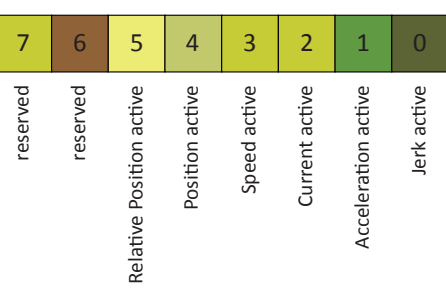 7 6 5 4 3 2 1 0
reserved
reserved
Relative Position active
Position active
Speed active
Current active
Acceleration active
Jerk active